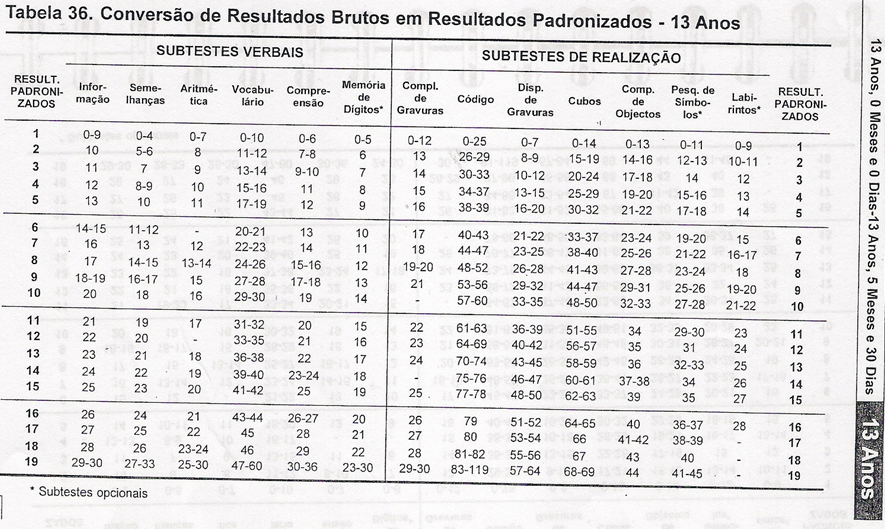 Tabela 36. Conversão de Resultados Brutos em Resultados Padronizados - 13 Anos
SUBTESTES VERBAIS SUBTESTES DE REALIZAÇÃO
RESULT. PADRONI-ZADOS Infor-mação Seme-lhanças Aritmé-tica Vocabu-lário Compre-ensão Memória de Dígitos* Compl. de Gravuras Código Disp. de Gravuras Cubos Comp. de Objectos Pesq. de Símbo-los* Labi-rintos* RESULT. PADRONI-ZADOS
1 0-9 0-4 0-7 0-10 0-6 0-5 0-12 0-25 0-7 0-14 0-13 0-11 0-9 1
2 10 5-6 8 11-12 7-8 6 13 26-29 8-9 15-19 14-16 12-13 10-11 2
3 11 7 9 13-14 9-10 7 14 30-33 10-12 20-24 17-18 14 12 3
4 12 8-9 10 15-16 11 8 15 34-37 13-15 25-29 19-20 15-16 13 4
5 13 10 11 17-19 12 9 16 38-39 16-20 30-32 21-22 17-18 14 5
6 14-15 11-12 - 20-21 13 10 17 40-43 21-22 33-37 23-24 19-20 15 6
7 16 13 12 22-23 14 11 18 44-47 23-25 38-40 25-26 21-22 16-17 7
8 17 14-15 13-14 24-26 15-16 12 19-20 48-52 26-28 41-43 27-28 23-24 18 8
9 18-19 16-17 15 27-28 17-18 13 21 53-56 29-32 44-47 29-31 25-26 19-20 9
10 20 18 16 29-30 19 14 - 57-60 33-35 48-50 32-33 27-28 21-22 10
11 21 19 17 31-32 20 15 22 61-63 36-39 51-55 34 29-30 23 11
12 22 20 - 33-35 21 16 23 64-69 40-42 56-57 35 31 24 12
13 23 21 18 36-38 22 17 24 70-74 43-45 58-59 36 32-33 25 13
14 24 22 19 39-40 23-24 18 - 75-76 46-47 60-61 37-38 34 26 14
15 25 23 20 41-42 25 19 25 77-78 48-50 62-63 39 35 27 15
16 26 24 21 43-44 26-27 20 26 79 51-52 64-65 40 36-37 28 16
17 27 25 22 45 28 21 27 80 53-54 66 41-42 38-39 - 17
18 28 26 23-24 46 29 22 28 81-82 55-56 67 43 40 - 18
19 29-30 27-33 25-30 47-60 30-36 23-30 29-30 83-119 57-64 68-69 44 41-45 - 19
* Subtestes opcionais
13 Anos, 0 Meses e 0 Dias-13 Anos, 5 Meses e 30 Dias
13 Anos